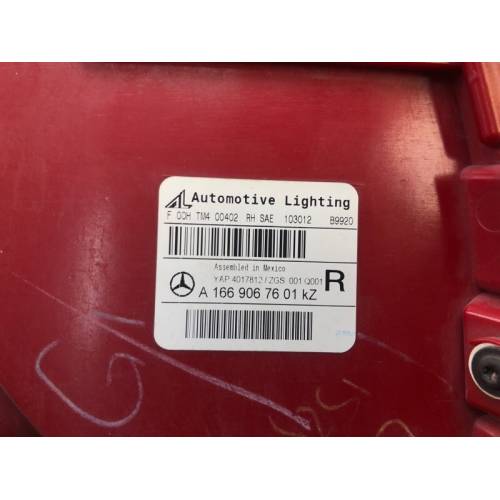 AL Automotive Lighting
F 00H TM4 00402 RH SAE 103012 B9920
Assembled in Mexico
YAP:4017812 / ZGS: 001 Q001 R
A 166 906 76 01 kZ